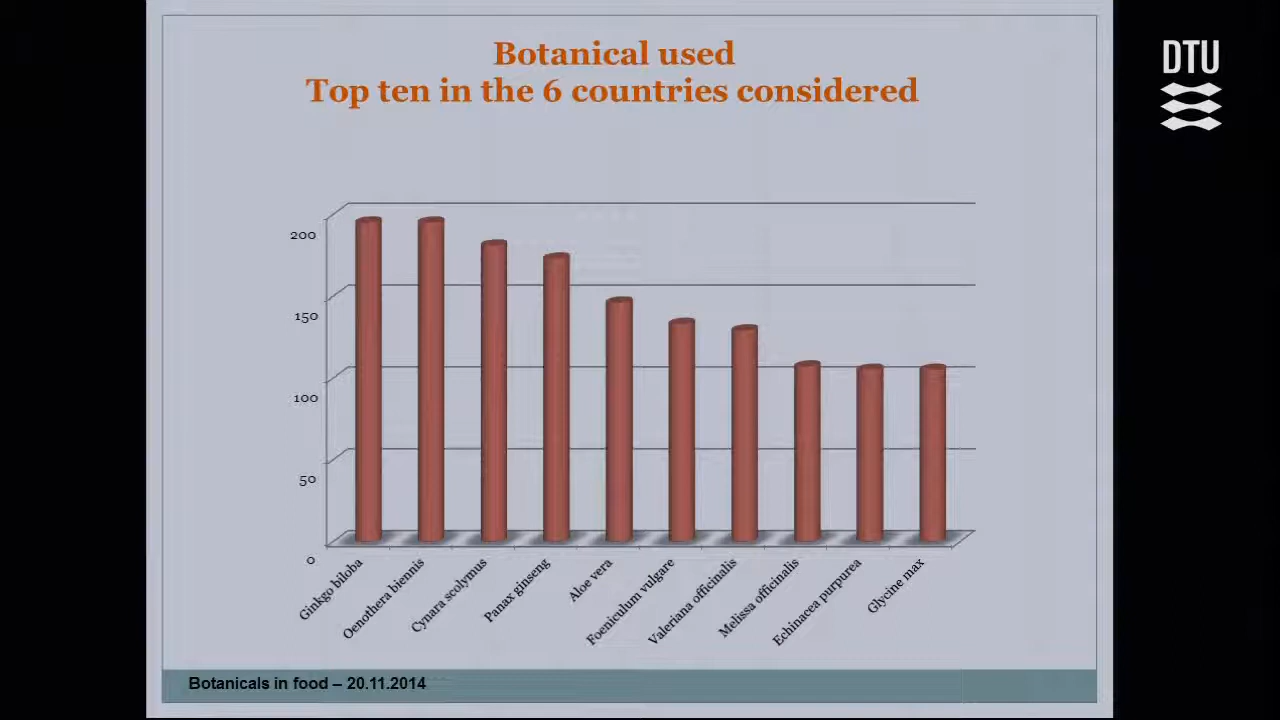 Botanical used
Top ten in the 6 countries considered
DTU
200
150
100
50
0
Ginkgo biloba
Oenothera biennis
Cynara scolymus
Panax ginseng
Aloe vera
Foeniculum vulgare
Valeriana officinalis
Melissa officinalis
Echinacea purpurea
Glycine max
Botanicals in food – 20.11.2014